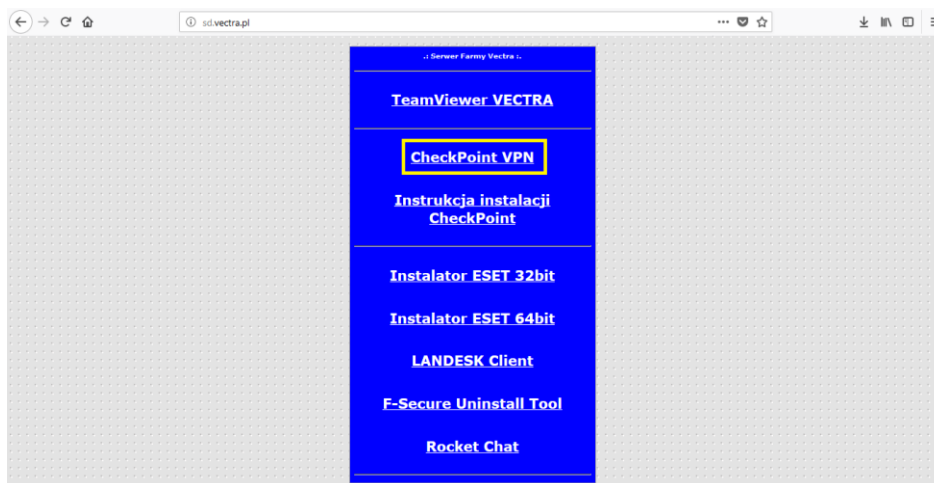 sd.vectra.pl
.: Serwer Farmy Vectra :.
TeamViewer VECTRA
CheckPoint VPN
Instrukcja instalacji
CheckPoint
Instalator ESET 32bit
Instalator ESET 64bit
LANDESK Client
F-Secure Uninstall Tool
Rocket Chat